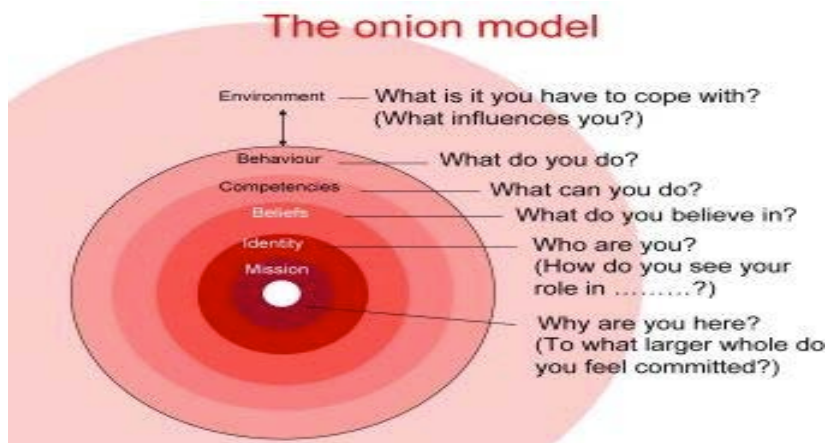 The onion model
Environment
What is it you have to cope with?
(What influences you?)
Behaviour
What do you do?
Competencies
What can you do?
Beliefs
What do you believe in?
Identity
Who are you?
(How do you see your
role in .........?)
Mission
Why are you here?
(To what larger whole do
you feel committed?)